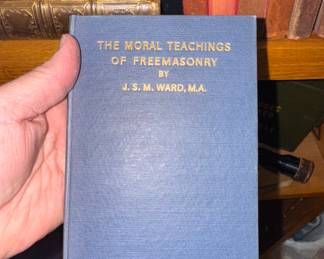 THE MORAL TEACHINGS
OF FREEMASONRY
BY
J. S. M. WARD, M.A.